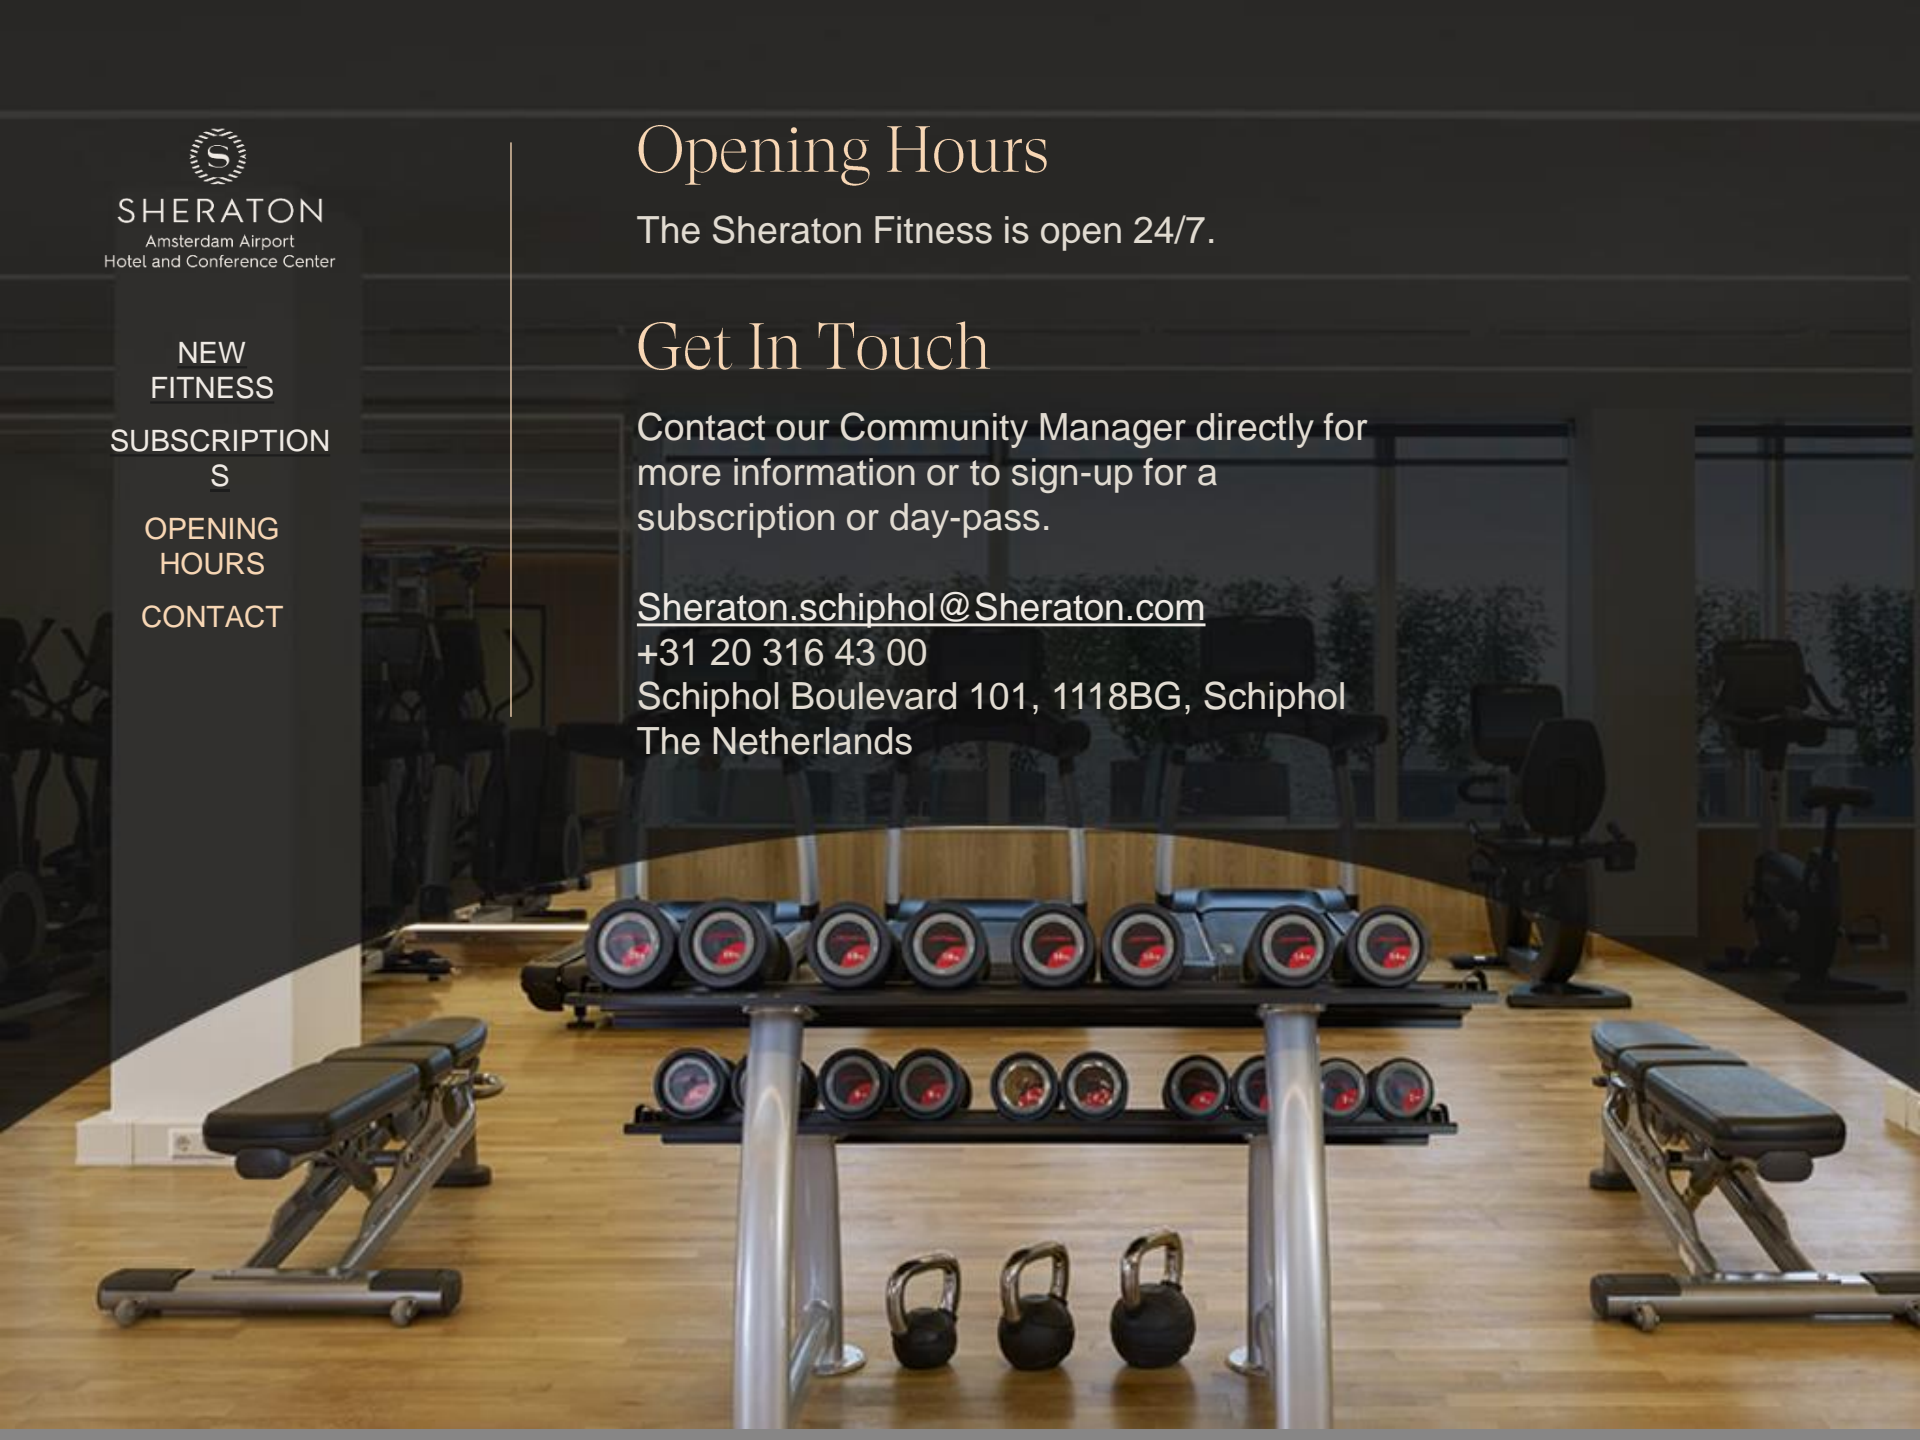 SHERATON
Amsterdam Airport
Hotel and Conference Center
NEW
FITNESS
SUBSCRIPTION
S
OPENING
HOURS
CONTACT
Opening Hours
The Sheraton Fitness is open 24/7.
Get In Touch
Contact our Community Manager directly for
more information or to sign-up for a
subscription or day-pass.
Sheraton.schiphol@Sheraton.com
+31 20 316 43 00
Schiphol Boulevard 101, 1118BG, Schiphol
The Netherlands